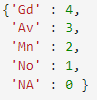 {'Gd' : 4,
'Av' : 3,
'Mn' : 2,
'No' : 1,
'NA' : 0 }